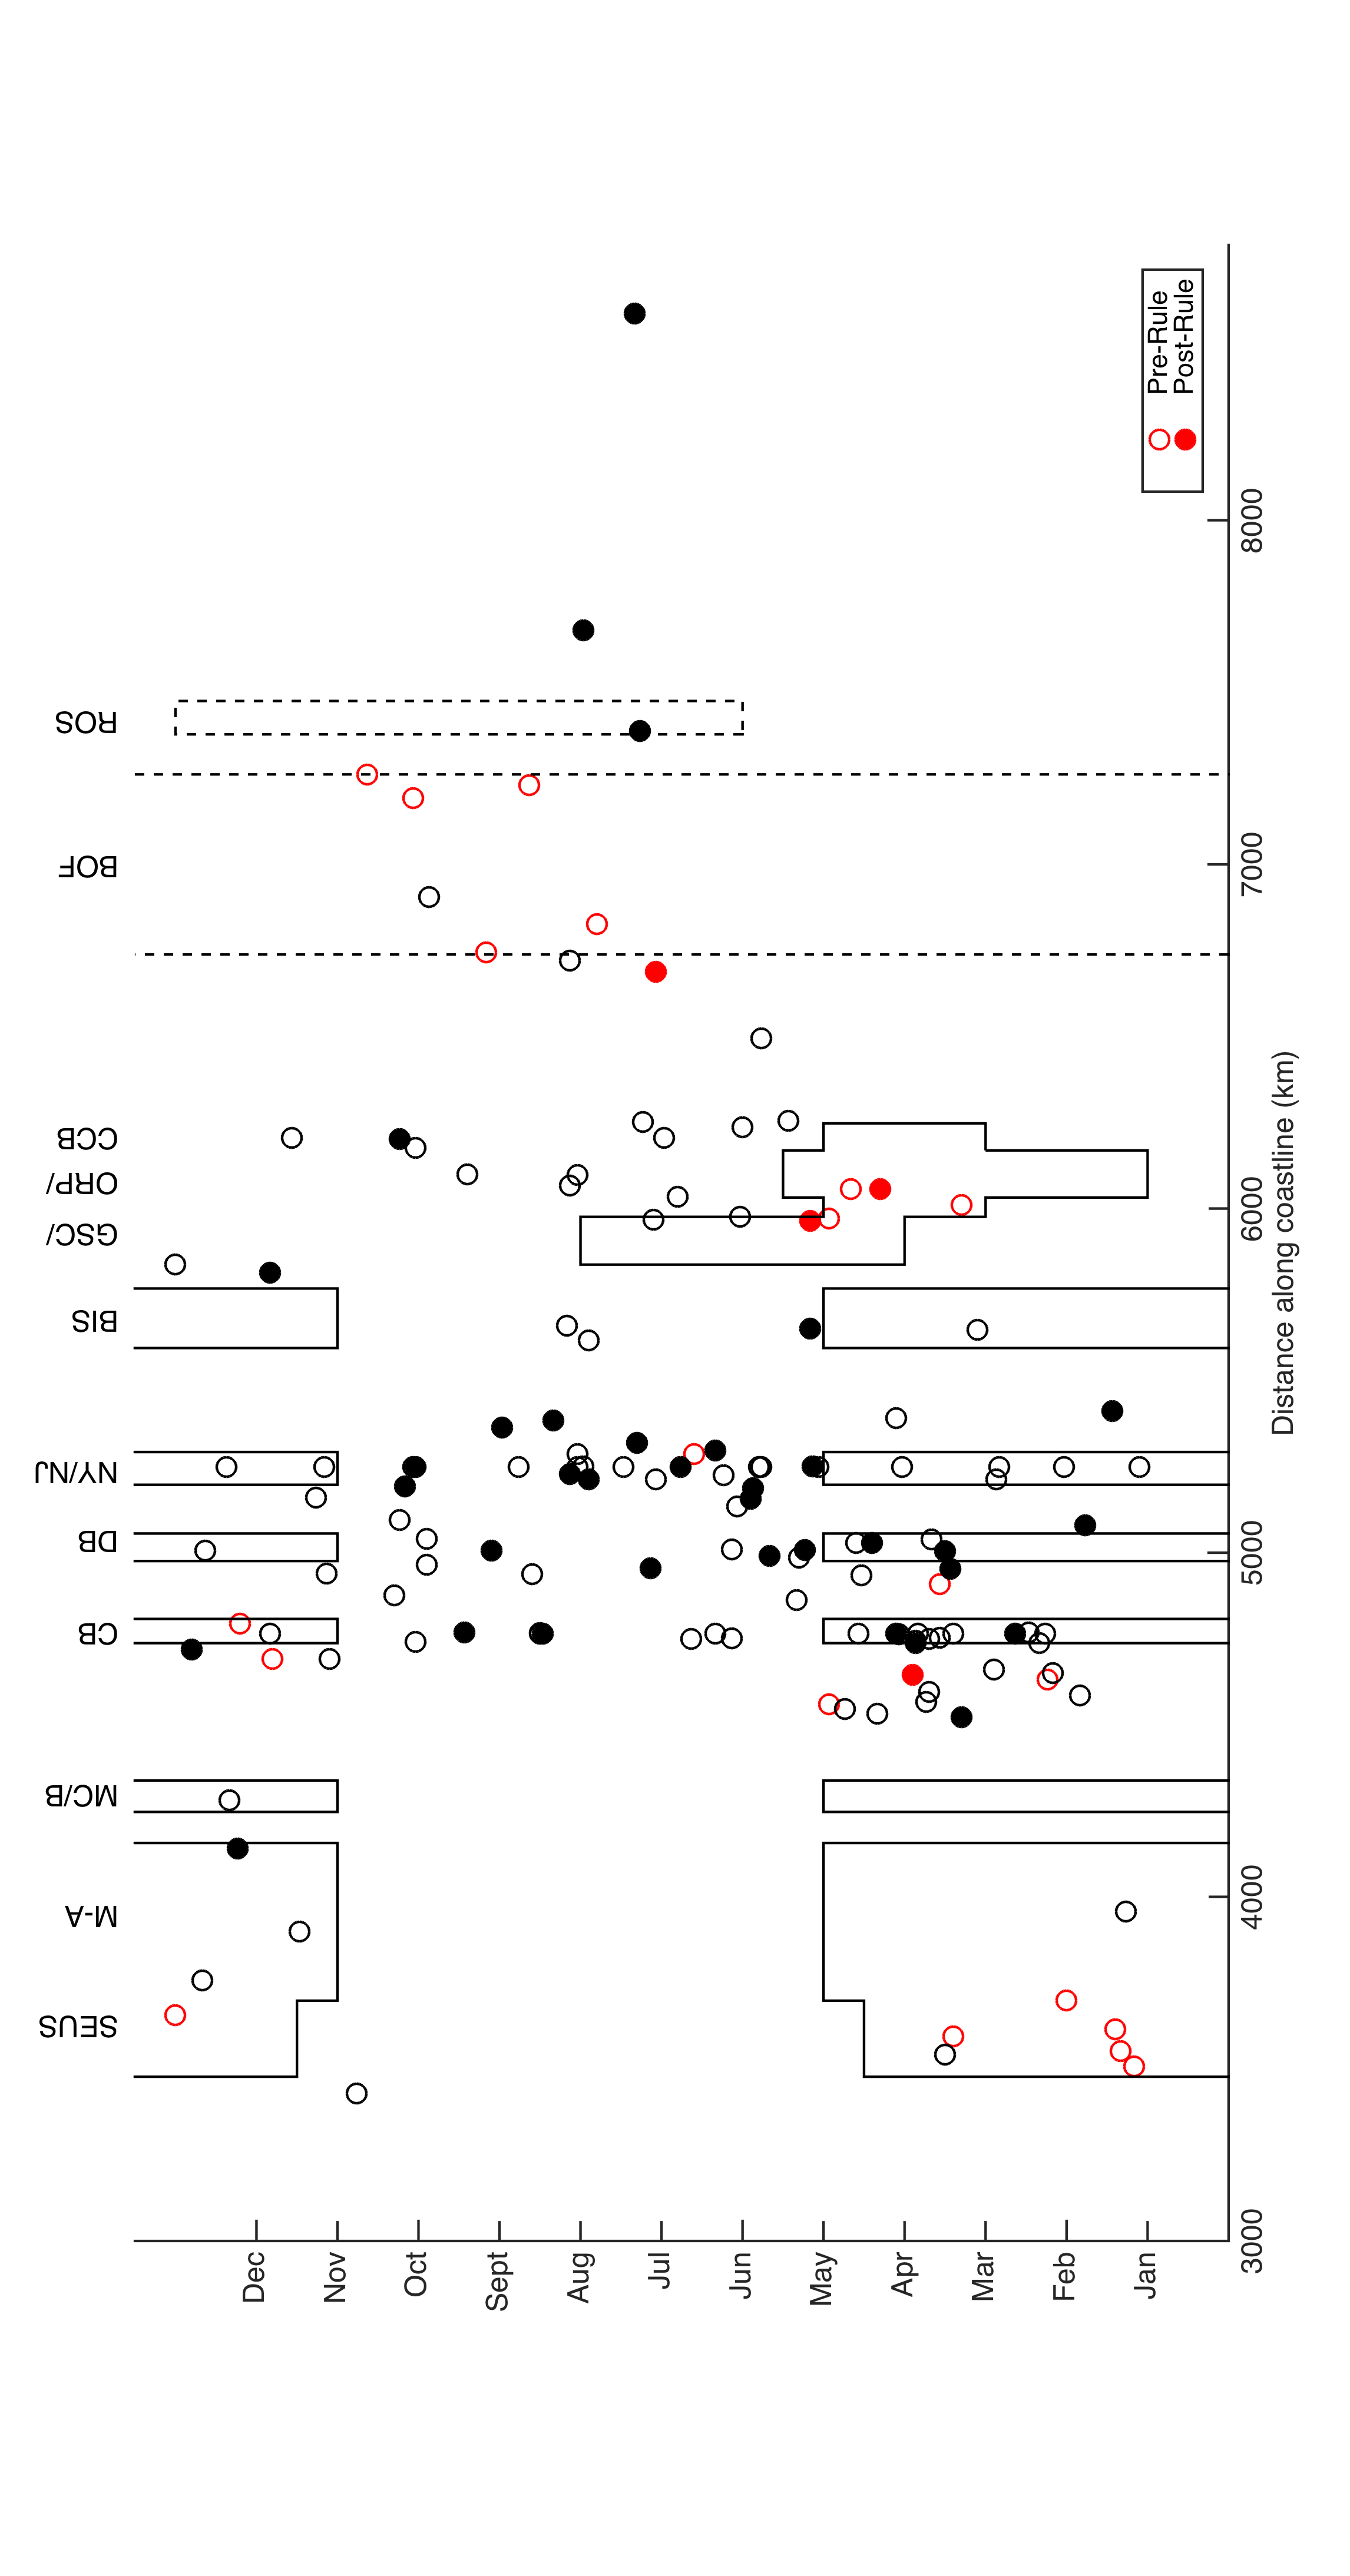 SEUS
M-A
MC/B
CB
DB
NY/NJ
BIS
GSC/
ORP/
CCB
BOF
ROS
Dec
Nov
Oct
Sept
Aug
Jul
Jun
May
Apr
Mar
Feb
Jan
3000
4000
5000
6000
7000
8000
Distance along coastline (km)
Pre-Rule
Post-Rule